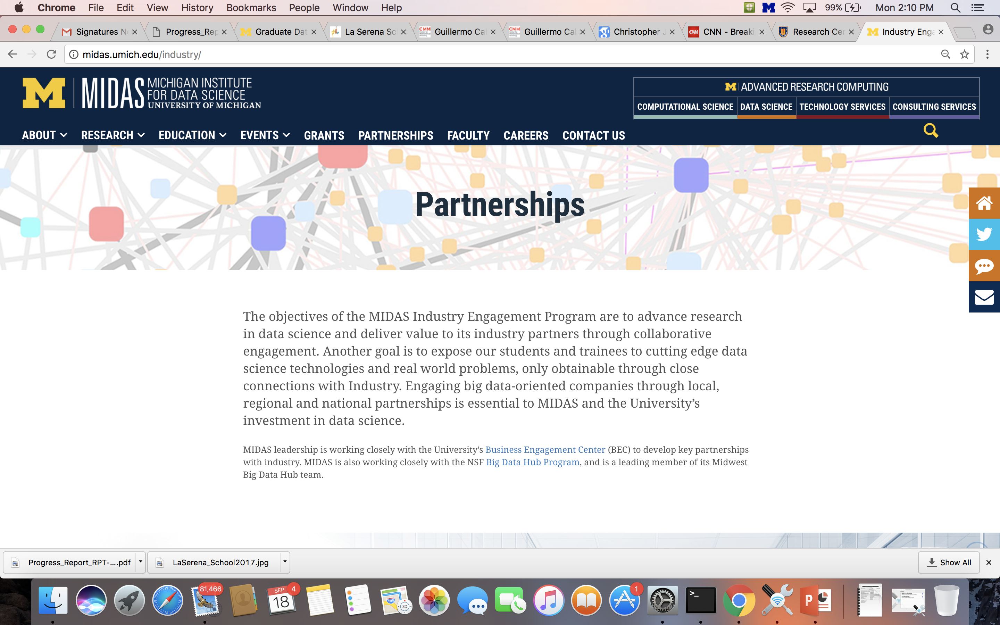 Chrome File Edit View History Bookmarks People Window Help 99% Mon 2:10 PM
Signatures Ne Progress_Rep Graduate Dat La Serena Sc Guillermo Cal Guillermo Cal Christopher J CNN - Breaki Research Cen Industry Enga
midas.umich.edu/industry/
M MIDAS MICHIGAN INSTITUTE
FOR DATA SCIENCE
UNIVERSITY OF MICHIGAN
M ADVANCED RESEARCH COMPUTING
COMPUTATIONAL SCIENCE DATA SCIENCE TECHNOLOGY SERVICES CONSULTING SERVICES
ABOUT RESEARCH EDUCATION EVENTS GRANTS PARTNERSHIPS FACULTY CAREERS CONTACT US
Partnerships
The objectives of the MIDAS Industry Engagement Program are to advance research
in data science and deliver value to its industry partners through collaborative
engagement. Another goal is to expose our students and trainees to cutting edge data
science technologies and real world problems, only obtainable through close
connections with Industry. Engaging big data-oriented companies through local,
regional and national partnerships is essential to MIDAS and the University’s
investment in data science.
MIDAS leadership is working closely with the University’s Business Engagement Center (BEC) to develop key partnerships
with industry. MIDAS is also working closely with the NSF Big Data Hub Program, and is a leading member of its Midwest
Big Data Hub team.
Progress_Report_RPT-....pdf LaSerena_School2017.jpg Show All
81,466 SEP 18 4 280 3D 1 >_ P